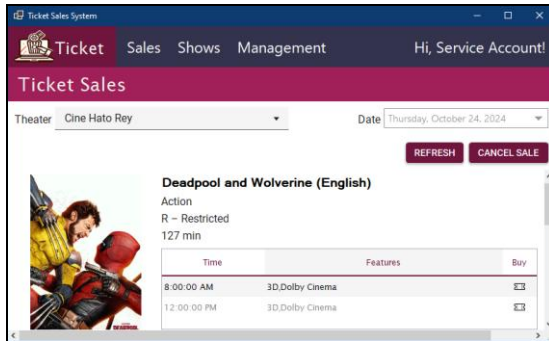 Ticket Sales System
Ticket Sales Shows Management Hi, Service Account!
Ticket Sales
Theater Cine Hato Rey Date Thursday, October 24, 2024
REFRESH CANCEL SALE
Deadpool and Wolverine (English)
Action
R – Restricted
127 min
Time Features Buy
8:00:00 AM 3D,Dolby Cinema
12:00:00 PM 3D,Dolby Cinema